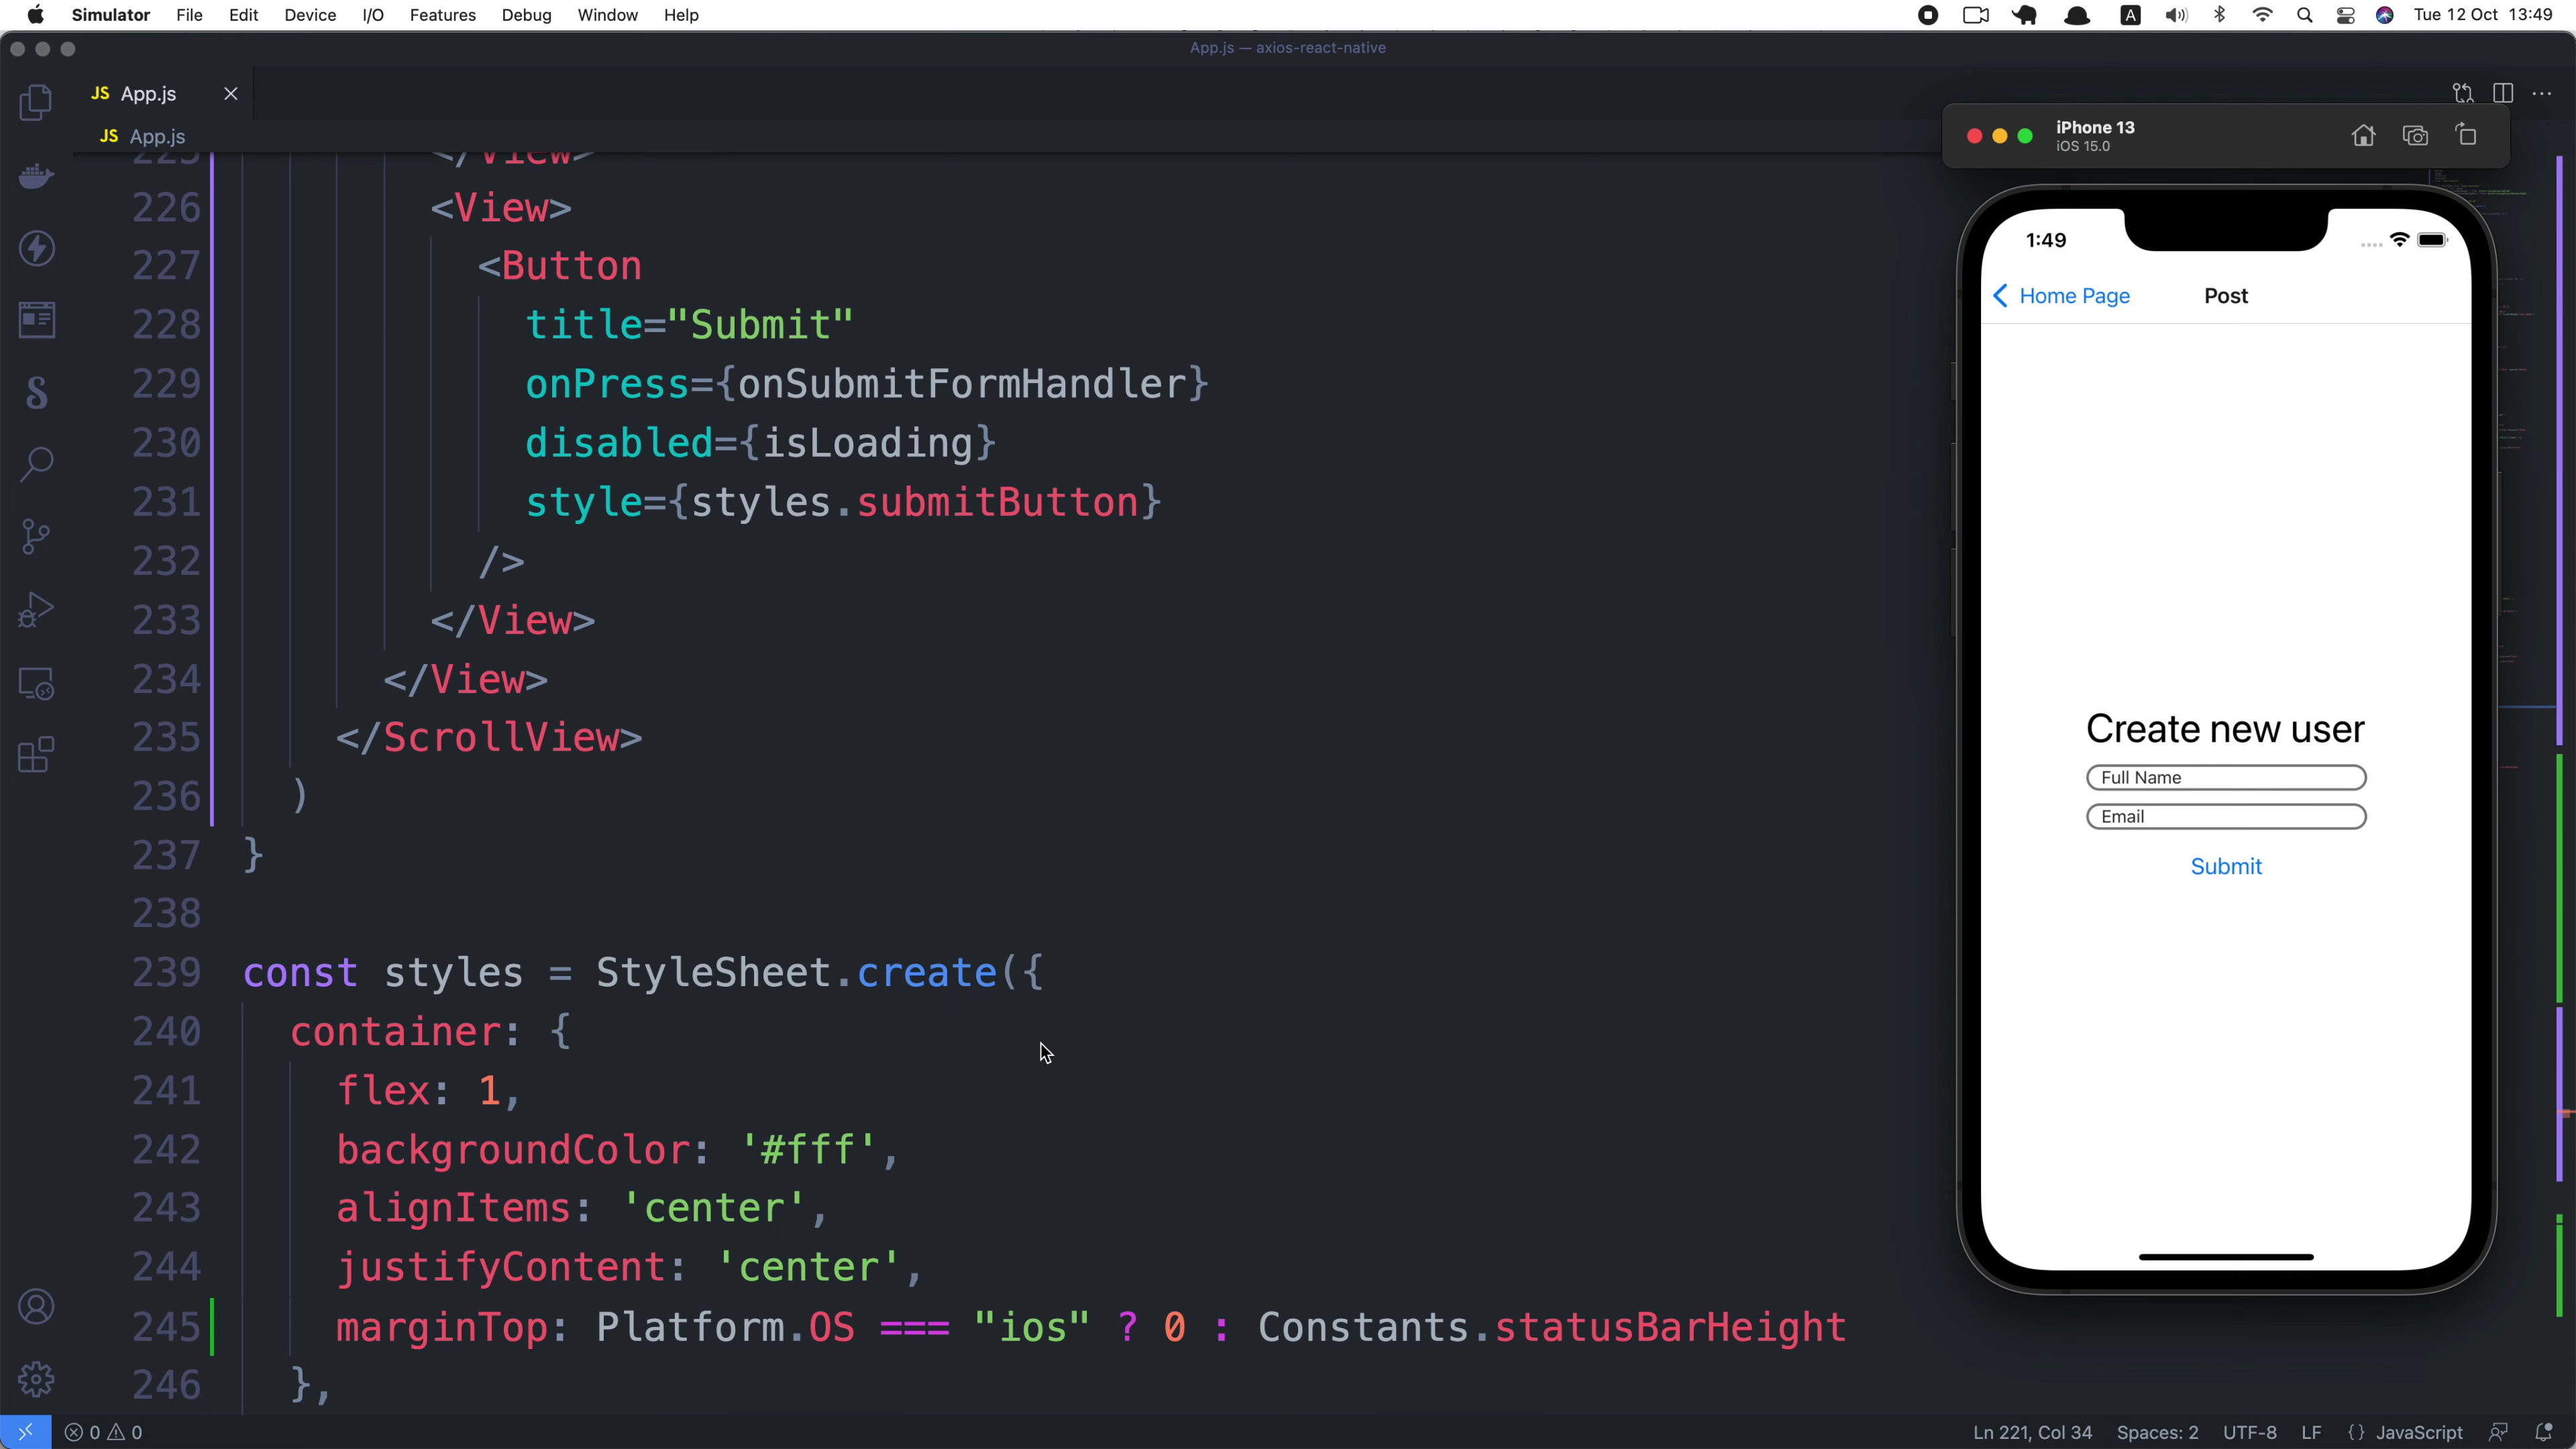 Simulator File Edit Device I/O Features Debug Window Help
A
Tue 12 Oct 13:49
App.js — axios-react-native
JS App.js
JS App.js
225 </View>
226 <View>
227 <Button
228 title="Submit"
229 onPress={onSubmitFormHandler}
230 disabled={isLoading}
231 style={styles.submitButton}
232 />
233 </View>
234 </View>
235 </ScrollView>
236 )
237 }
238
239 const styles = StyleSheet.create({
240 container: {
241 flex: 1,
242 backgroundColor: '#fff',
243 alignItems: 'center',
244 justifyContent: 'center',
245 marginTop: Platform.OS === "ios" ? 0 : Constants.statusBarHeight
246 },
iPhone 13
iOS 15.0
1:49
Home Page
Post
Create new user
Full Name
Email
Submit
0 0
Ln 221, Col 34 Spaces: 2 UTF-8 LF {} JavaScript